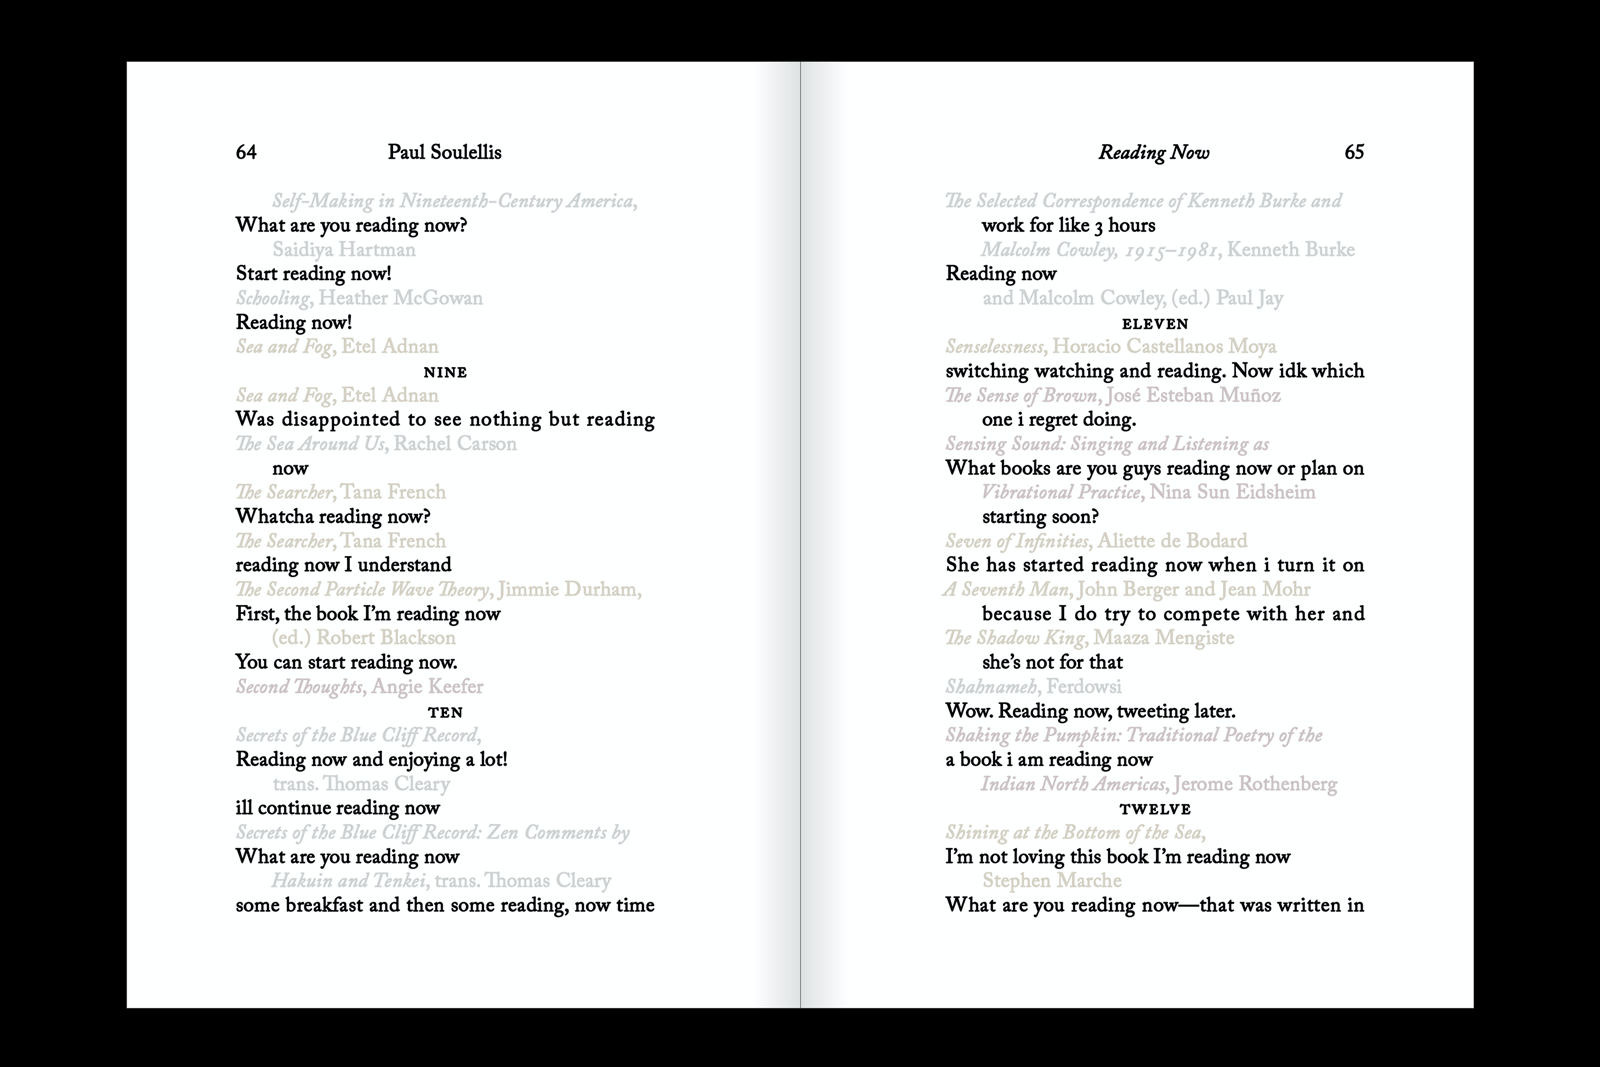 64 Paul Soulellis
Self-Making in Nineteenth-Century America,
What are you reading now?
Saidiya Hartman
Start reading now!
Schooling, Heather McGowan
Reading now!
Sea and Fog, Etel Adnan
NINE
Sea and Fog, Etel Adnan
Was disappointed to see nothing but reading
The Sea Around Us, Rachel Carson
now
The Searcher, Tana French
Whatcha reading now?
The Searcher, Tana French
reading now I understand
The Second Particle Wave Theory, Jimmie Durham,
First, the book I'm reading now
(ed.) Robert Blackson
You can start reading now.
Second Thoughts, Angie Keefer
TEN
Secrets of the Blue Cliff Record,
Reading now and enjoying a lot!
trans. Thomas Cleary
ill continue reading now
Secrets of the Blue Cliff Record: Zen Comments by
What are you reading now
Hakuin and Tenkei, trans. Thomas Cleary
some breakfast and then some reading, now time
Reading Now 65
The Selected Correspondence of Kenneth Burke and
work for like 3 hours
Malcolm Cowley, 1915–1981, Kenneth Burke
Reading now
and Malcolm Cowley, (ed.) Paul Jay
ELEVEN
Senselessness, Horacio Castellanos Moya
switching watching and reading. Now idk which
The Sense of Brown, José Esteban Muñoz
one i regret doing.
Sensing Sound: Singing and Listening as
What books are you guys reading now or plan on
Vibrational Practice, Nina Sun Eidsheim
starting soon?
Seven of Infinities, Aliette de Bodard
She has started reading now when i turn it on
A Seventh Man, John Berger and Jean Mohr
because I do try to compete with her and
The Shadow King, Maaza Mengiste
she's not for that
Shahnameh, Ferdowsi
Wow. Reading now, tweeting later.
Shaking the Pumpkin: Traditional Poetry of the
a book i am reading now
Indian North Americas, Jerome Rothenberg
TWELVE
Shining at the Bottom of the Sea,
I'm not loving this book I'm reading now
Stephen Marche
What are you reading now—that was written in